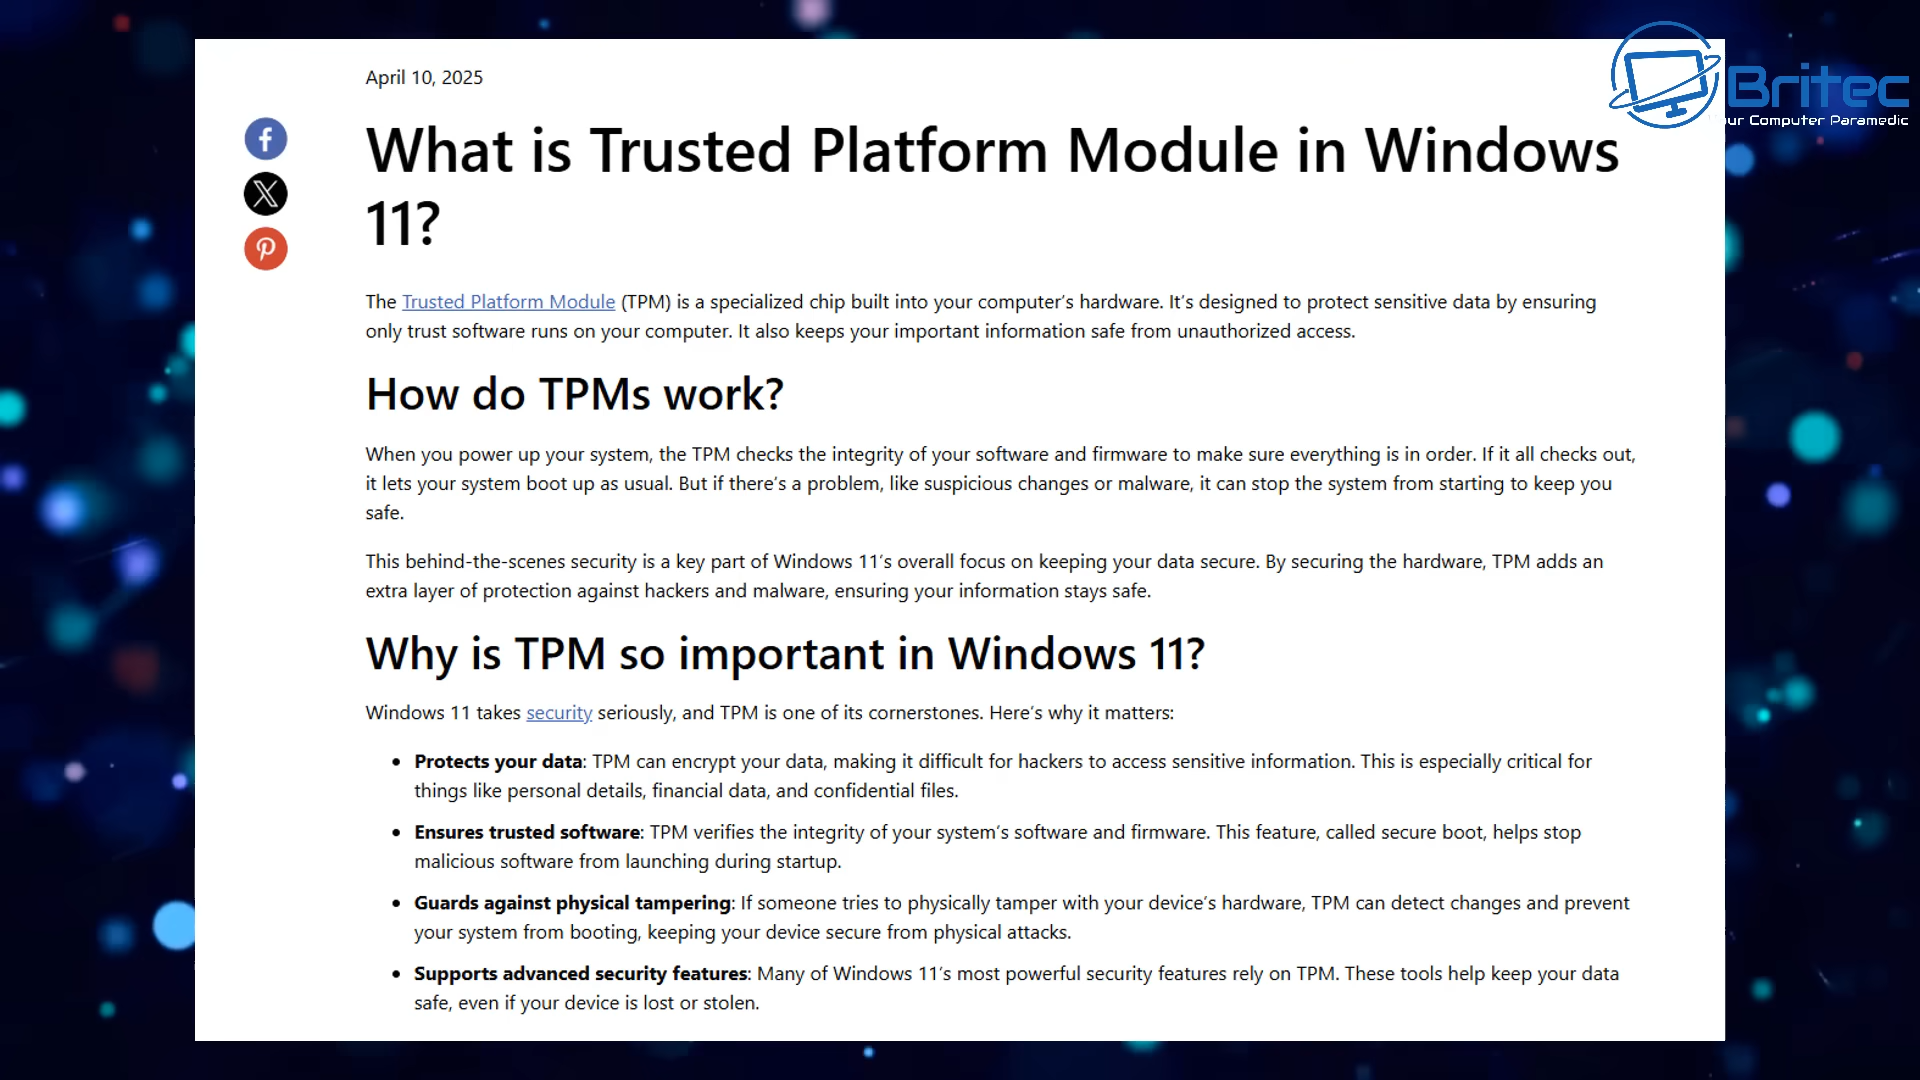 April 10, 2025
Britec
Your Computer Paramedic
What is Trusted Platform Module in Windows
11?
The Trusted Platform Module (TPM) is a specialized chip built into your computer's hardware. It's designed to protect sensitive data by ensuring
only trust software runs on your computer. It also keeps your important information safe from unauthorized access.
How do TPMs work?
When you power up your system, the TPM checks the integrity of your software and firmware to make sure everything is in order. If it all checks out,
it lets your system boot up as usual. But if there's a problem, like suspicious changes or malware, it can stop the system from starting to keep you
safe.
This behind-the-scenes security is a key part of Windows 11's overall focus on keeping your data secure. By securing the hardware, TPM adds an
extra layer of protection against hackers and malware, ensuring your information stays safe.
Why is TPM so important in Windows 11?
Windows 11 takes security seriously, and TPM is one of its cornerstones. Here's why it matters:
• Protects your data: TPM can encrypt your data, making it difficult for hackers to access sensitive information. This is especially critical for
things like personal details, financial data, and confidential files.
• Ensures trusted software: TPM verifies the integrity of your system's software and firmware. This feature, called secure boot, helps stop
malicious software from launching during startup.
• Guards against physical tampering: If someone tries to physically tamper with your device's hardware, TPM can detect changes and prevent
your system from booting, keeping your device secure from physical attacks.
• Supports advanced security features: Many of Windows 11's most powerful security features rely on TPM. These tools help keep your data
safe, even if your device is lost or stolen.